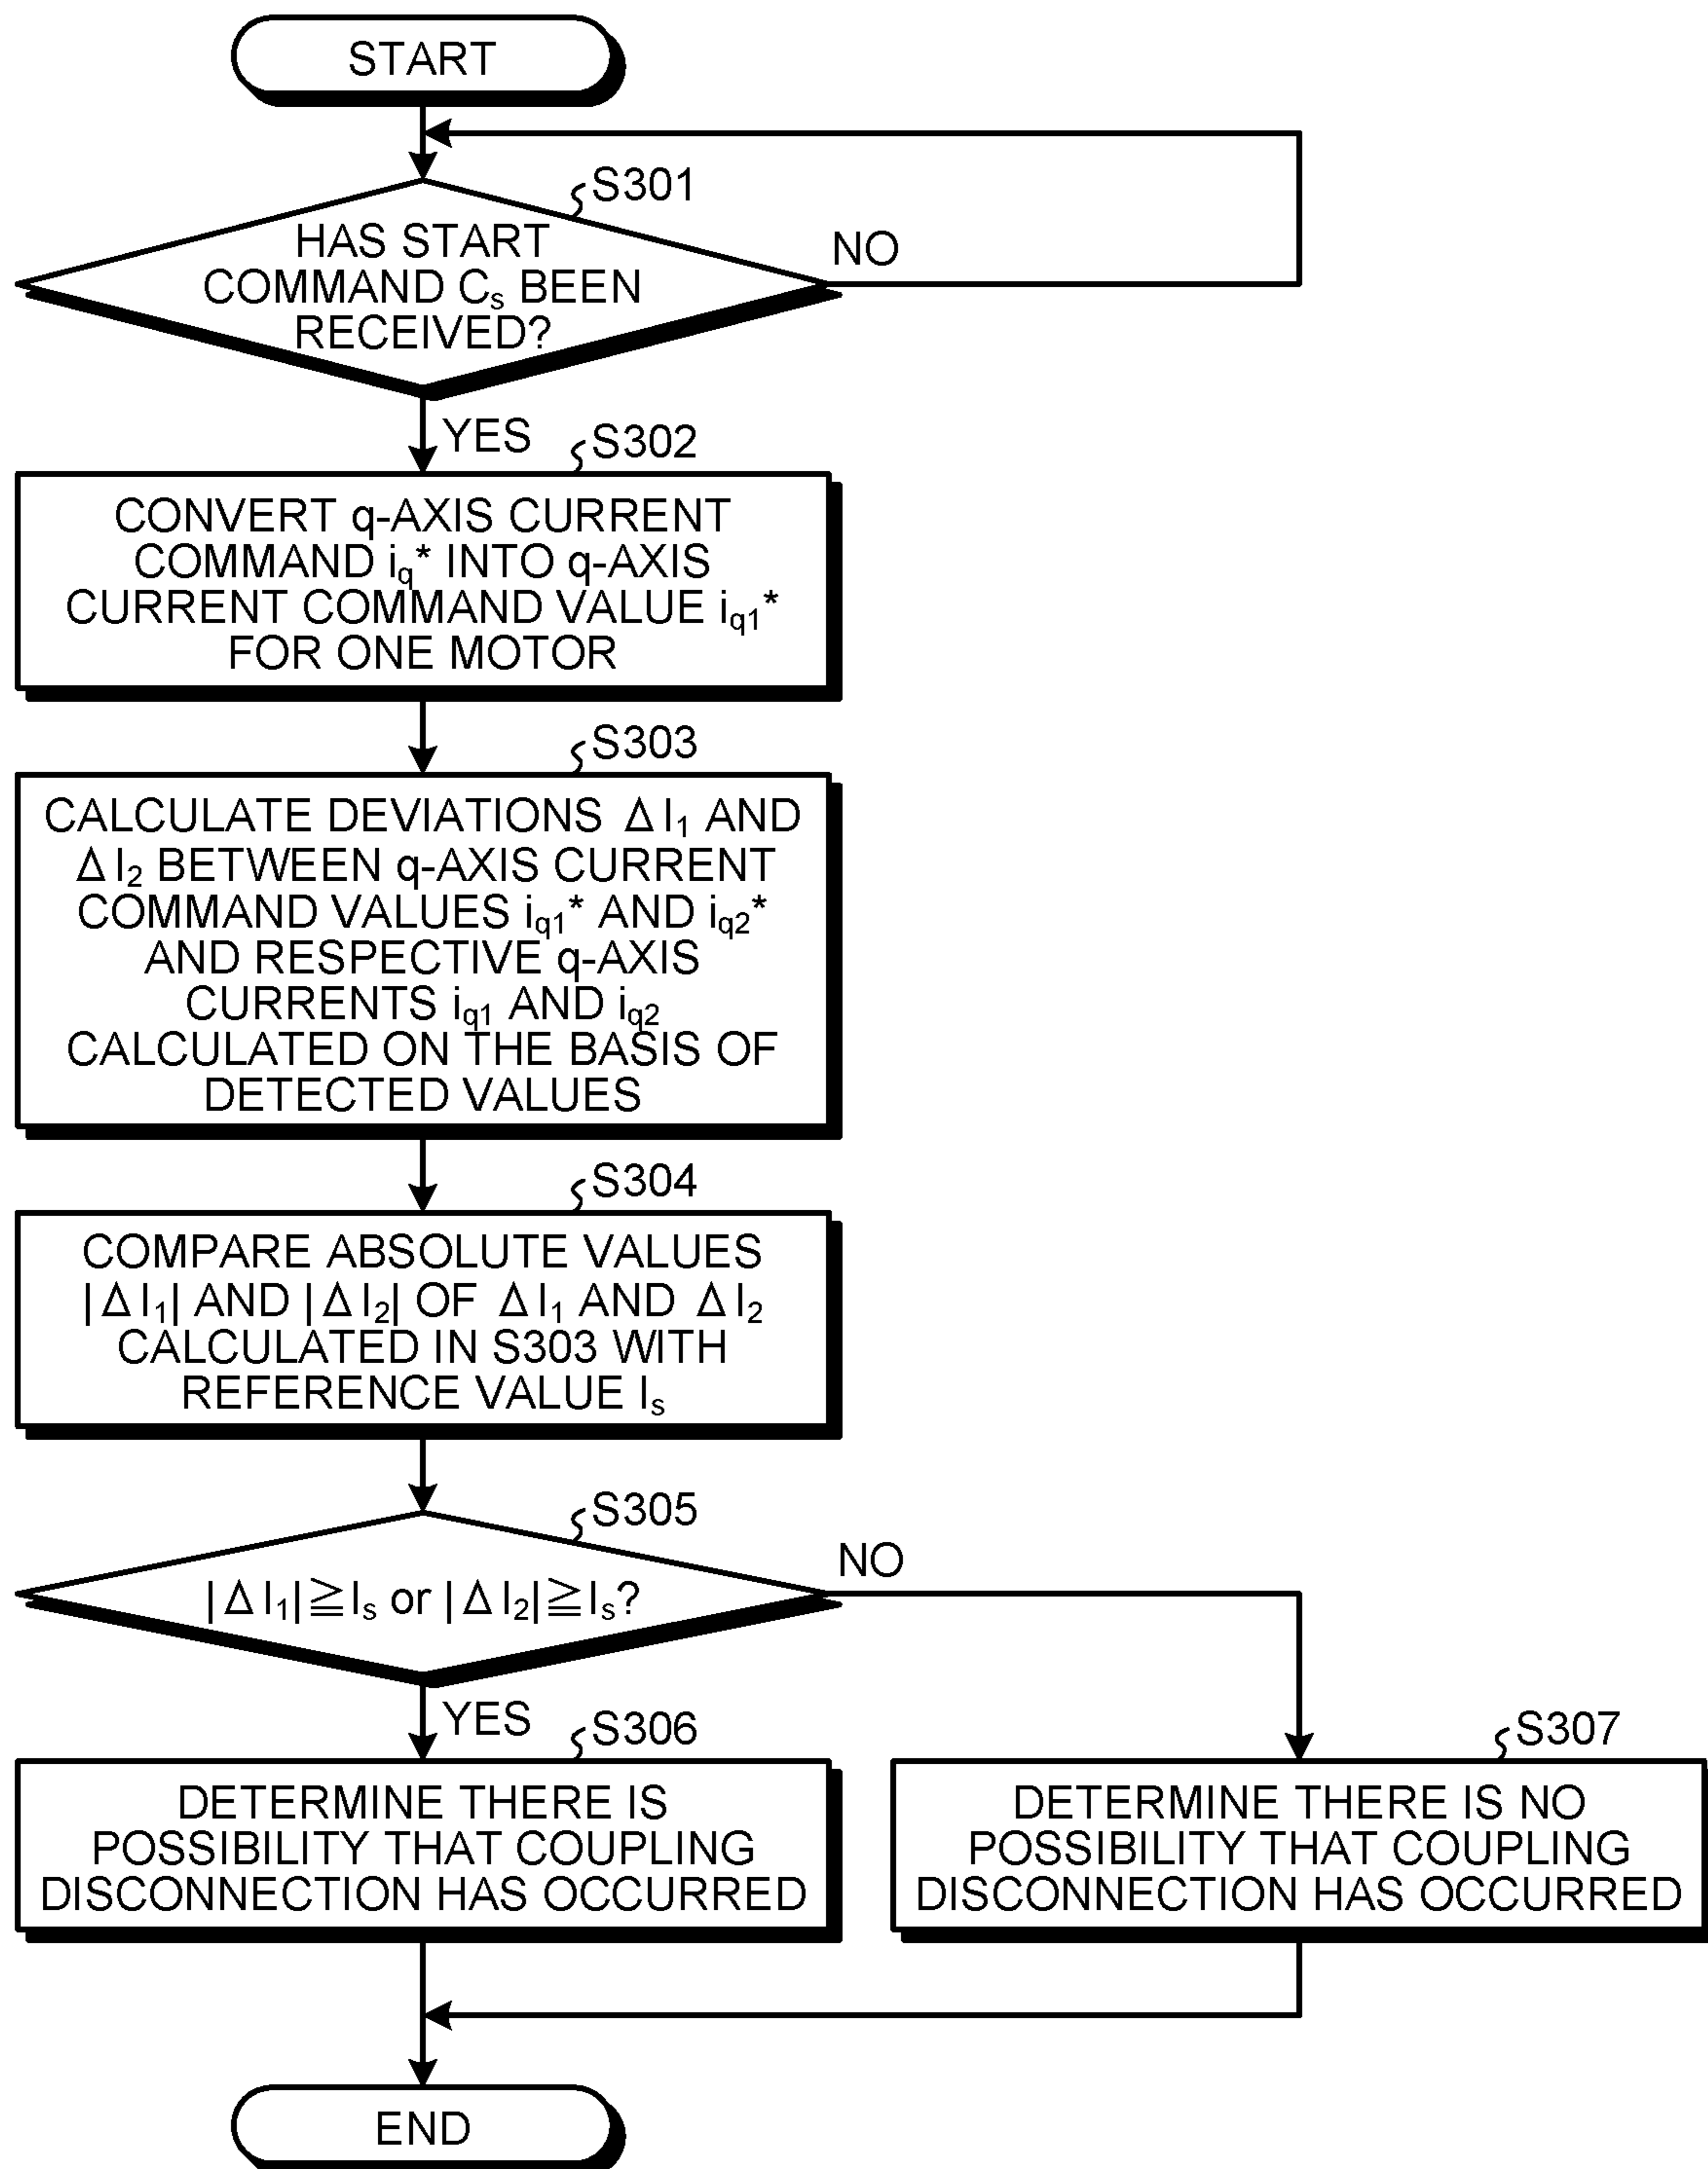 START
S301
HAS START
COMMAND Cs BEEN
RECEIVED?
NO
YES
S302
CONVERT q-AXIS CURRENT
COMMAND iq* INTO q-AXIS
CURRENT COMMAND VALUE iq1*
FOR ONE MOTOR
S303
CALCULATE DEVIATIONS ΔI1 AND
ΔI2 BETWEEN q-AXIS CURRENT
COMMAND VALUES iq1* AND iq2*
AND RESPECTIVE q-AXIS
CURRENTS iq1 AND iq2
CALCULATED ON THE BASIS OF
DETECTED VALUES
S304
COMPARE ABSOLUTE VALUES
|ΔI1| AND |ΔI2| OF ΔI1 AND ΔI2
CALCULATED IN S303 WITH
REFERENCE VALUE Is
S305
|ΔI1|≧Is or |ΔI2|≧Is?
NO
YES
S306
DETERMINE THERE IS
POSSIBILITY THAT COUPLING
DISCONNECTION HAS OCCURRED
S307
DETERMINE THERE IS NO
POSSIBILITY THAT COUPLING
DISCONNECTION HAS OCCURRED
END